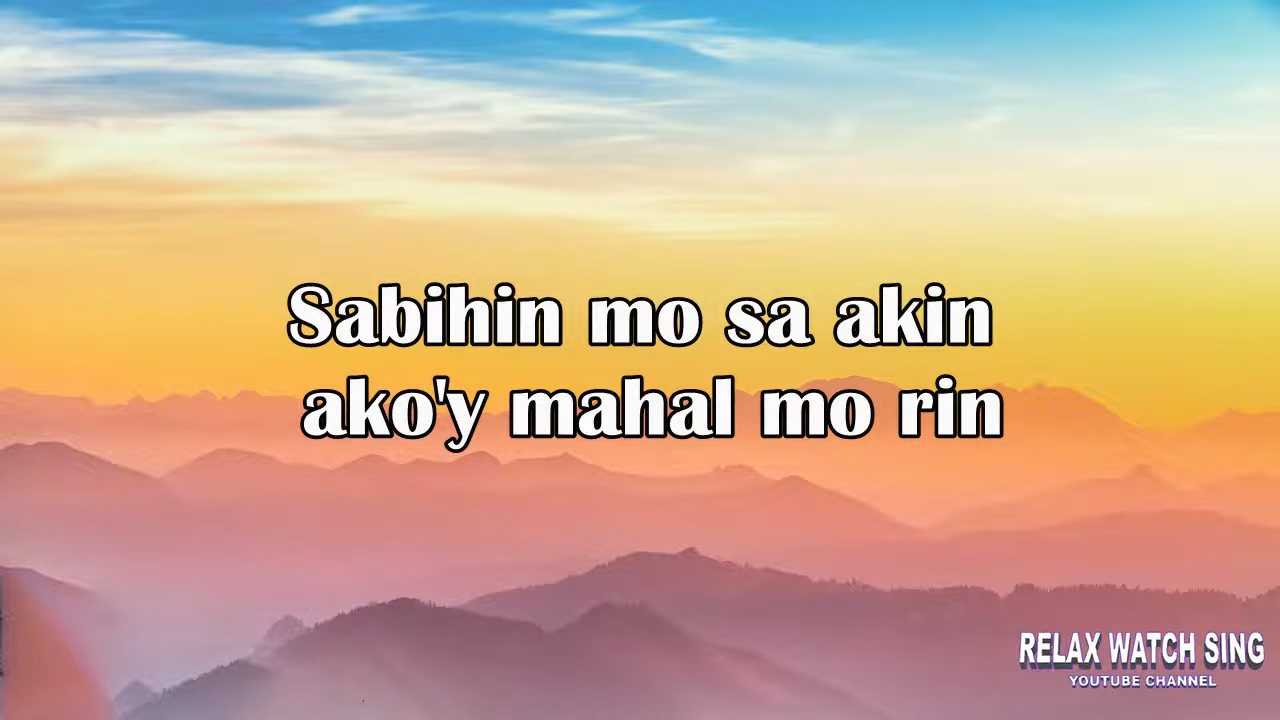 Sabihin mo sa akin
ako'y mahal mo rin
RELAX WATCH SING
YOUTUBE CHANNEL